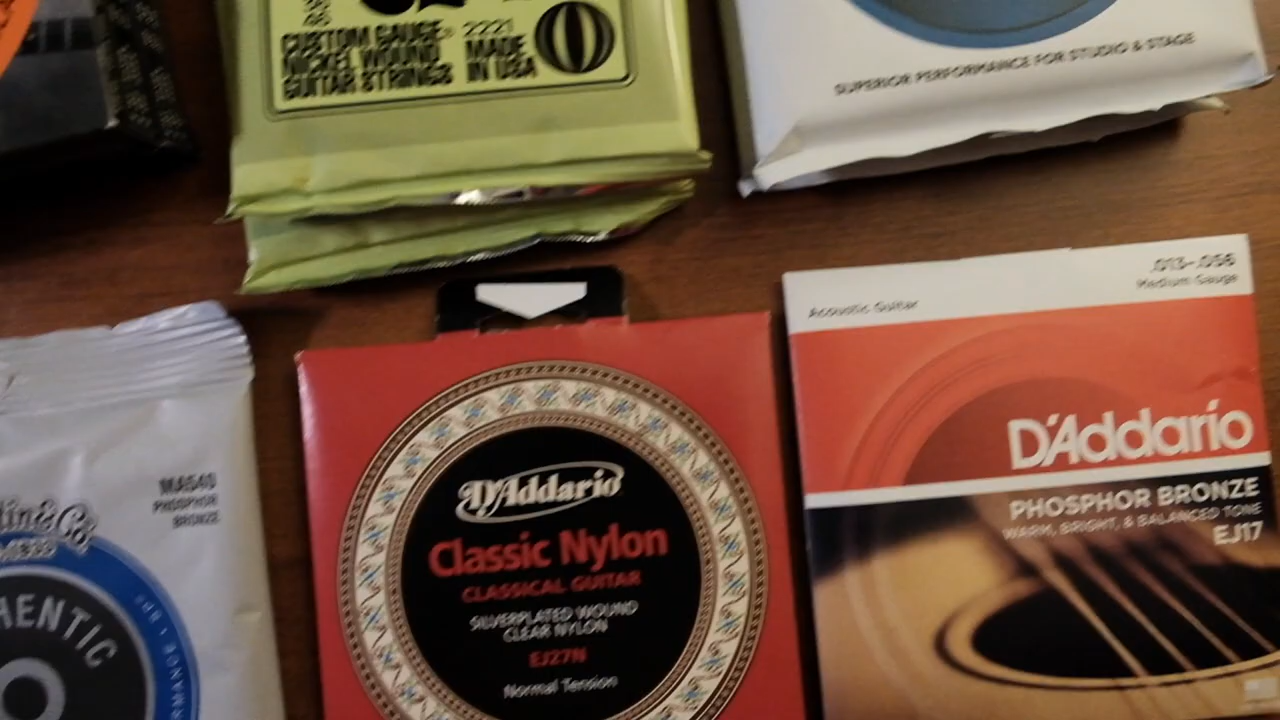 CUSTOM GAUGE®
NICKEL WOUND
GUITAR STRINGS
2221
MADE
IN USA
SUPERIOR PERFORMANCE FOR STUDIO & STAGE
MA540
PHOSPHOR
BRONZE
HENTIC
D'Addario
Classic Nylon
CLASSICAL GUITAR
SILVERPLATED WOUND
CLEAR NYLON
EJ27N
Normal Tension
.013–.056
Medium Gauge
Acoustic Guitar
D'Addario
PHOSPHOR BRONZE
WARM, BRIGHT, & BALANCED TONE
EJ17